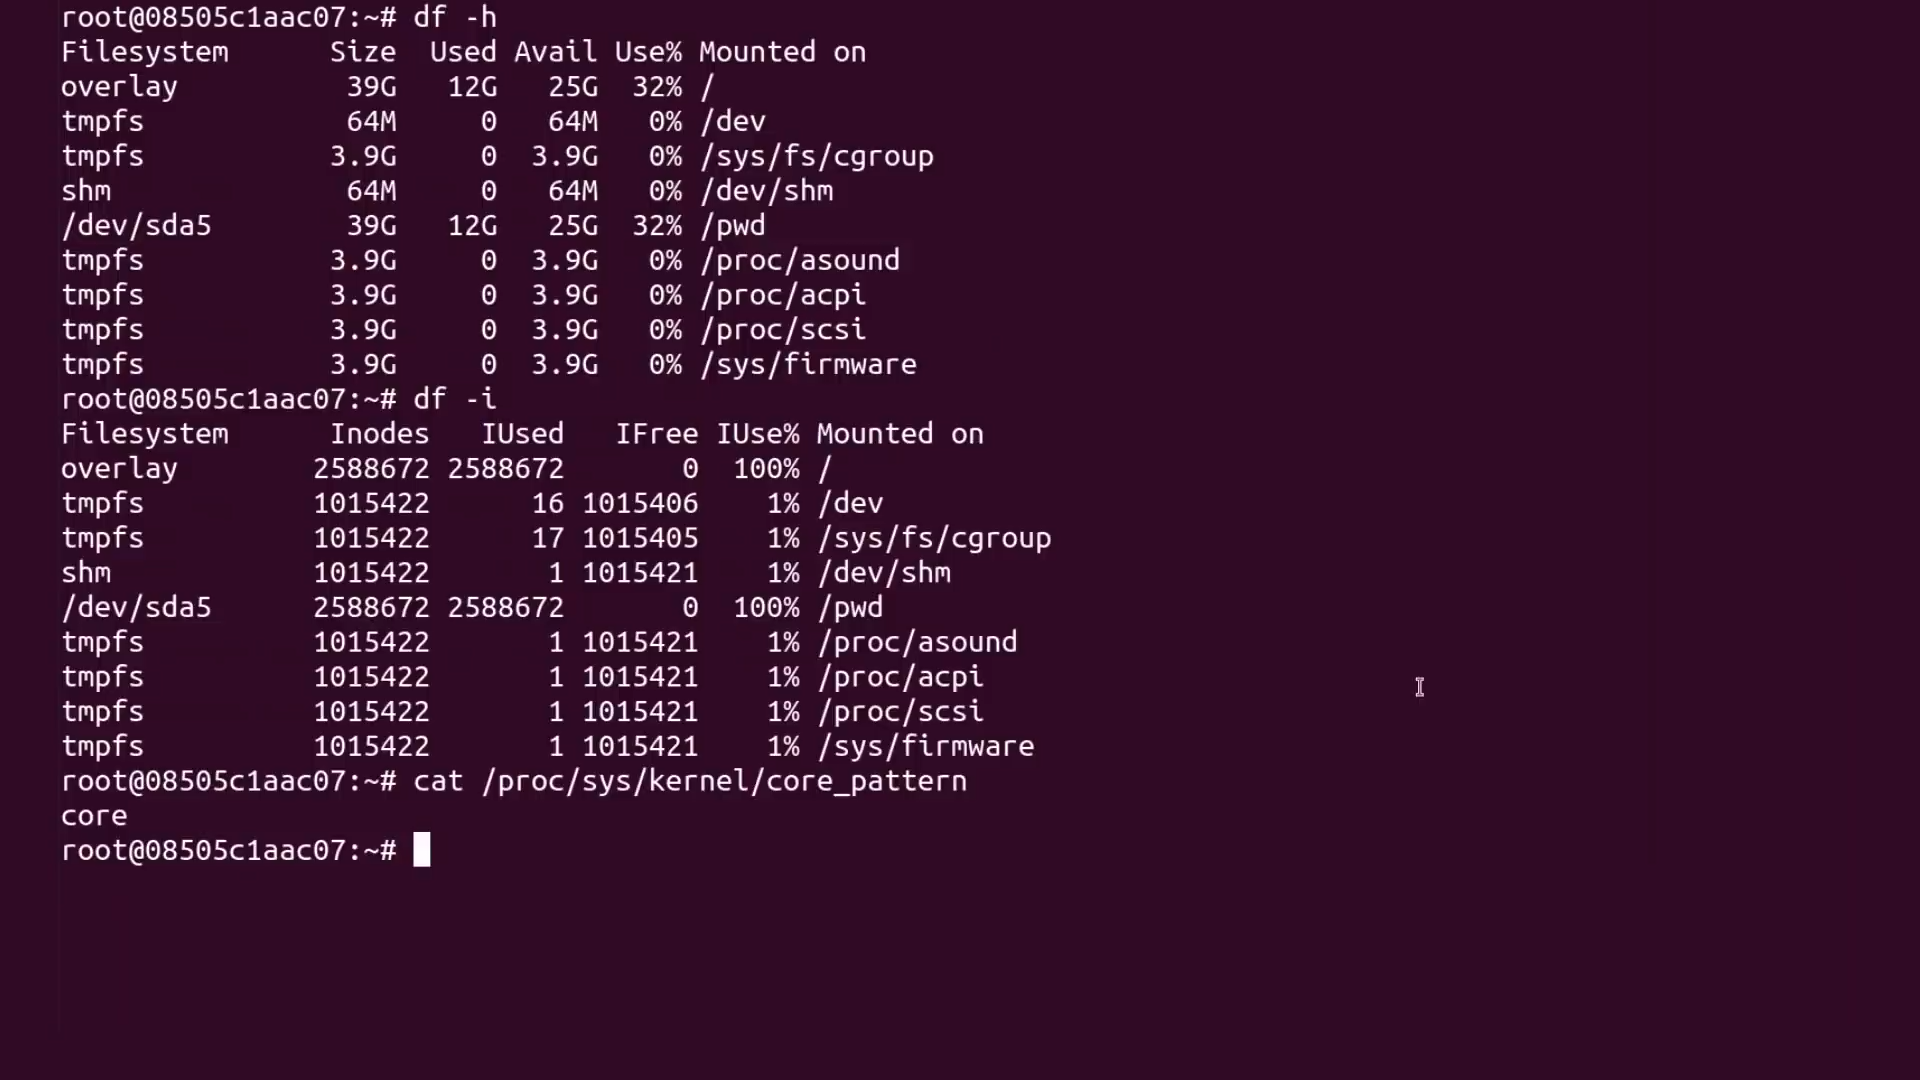 root@08505c1aac07:~# df -h
Filesystem      Size  Used Avail Use% Mounted on
overlay          39G   12G   25G  32% /
tmpfs            64M     0   64M   0% /dev
tmpfs           3.9G     0  3.9G   0% /sys/fs/cgroup
shm              64M     0   64M   0% /dev/shm
/dev/sda5        39G   12G   25G  32% /pwd
tmpfs           3.9G     0  3.9G   0% /proc/asound
tmpfs           3.9G     0  3.9G   0% /proc/acpi
tmpfs           3.9G     0  3.9G   0% /proc/scsi
tmpfs           3.9G     0  3.9G   0% /sys/firmware
root@08505c1aac07:~# df -i
Filesystem      Inodes   IUsed   IFree IUse% Mounted on
overlay        2588672 2588672       0  100% /
tmpfs          1015422      16 1015406    1% /dev
tmpfs          1015422      17 1015405    1% /sys/fs/cgroup
shm            1015422       1 1015421    1% /dev/shm
/dev/sda5      2588672 2588672       0  100% /pwd
tmpfs          1015422       1 1015421    1% /proc/asound
tmpfs          1015422       1 1015421    1% /proc/acpi
tmpfs          1015422       1 1015421    1% /proc/scsi
tmpfs          1015422       1 1015421    1% /sys/firmware
root@08505c1aac07:~# cat /proc/sys/kernel/core_pattern
core
root@08505c1aac07:~#